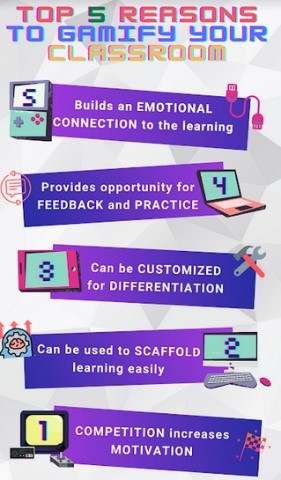 TOP 5 REASONS
TO GAMIFY YOUR
CLASSROOM
5
Builds an EMOTIONAL
CONNECTION to the learning
Provides opportunity for
FEEDBACK and PRACTICE
4
3
Can be CUSTOMIZED
for DIFFERENTIATION
Can be used to SCAFFOLD
learning easily
2
1
COMPETITION increases
MOTIVATION